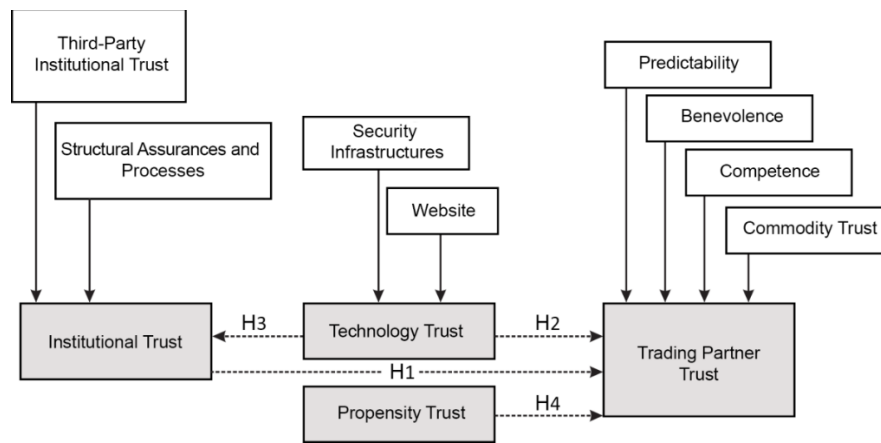 Third-Party
Institutional Trust
Structural Assurances and
Processes
Security
Infrastructures
Website
Predictability
Benevolence
Competence
Commodity Trust
Institutional Trust
H3
Technology Trust
H2
Trading Partner
Trust
H1
Propensity Trust
H4